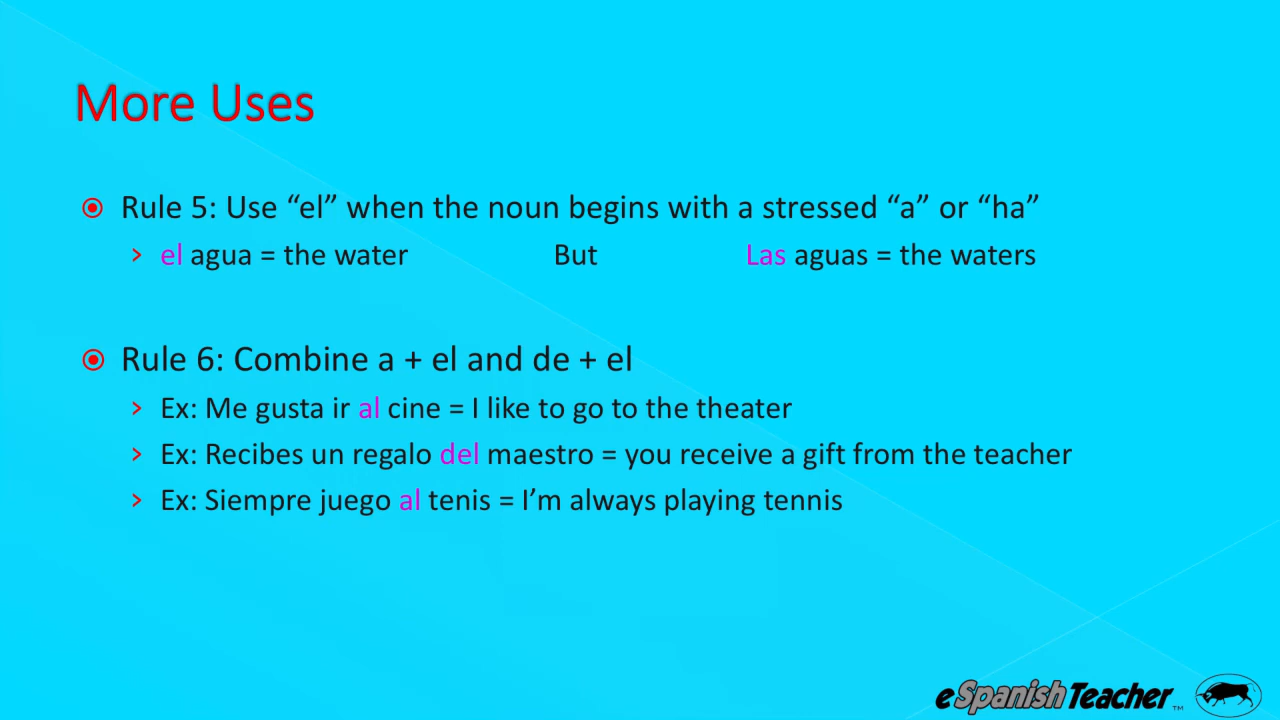 More Uses
Rule 5: Use “el” when the noun begins with a stressed “a” or “ha”
el agua = the water But Las aguas = the waters
Rule 6: Combine a + el and de + el
Ex: Me gusta ir al cine = I like to go to the theater
Ex: Recibes un regalo del maestro = you receive a gift from the teacher
Ex: Siempre juego al tenis = I’m always playing tennis
eSpanishTeacher™